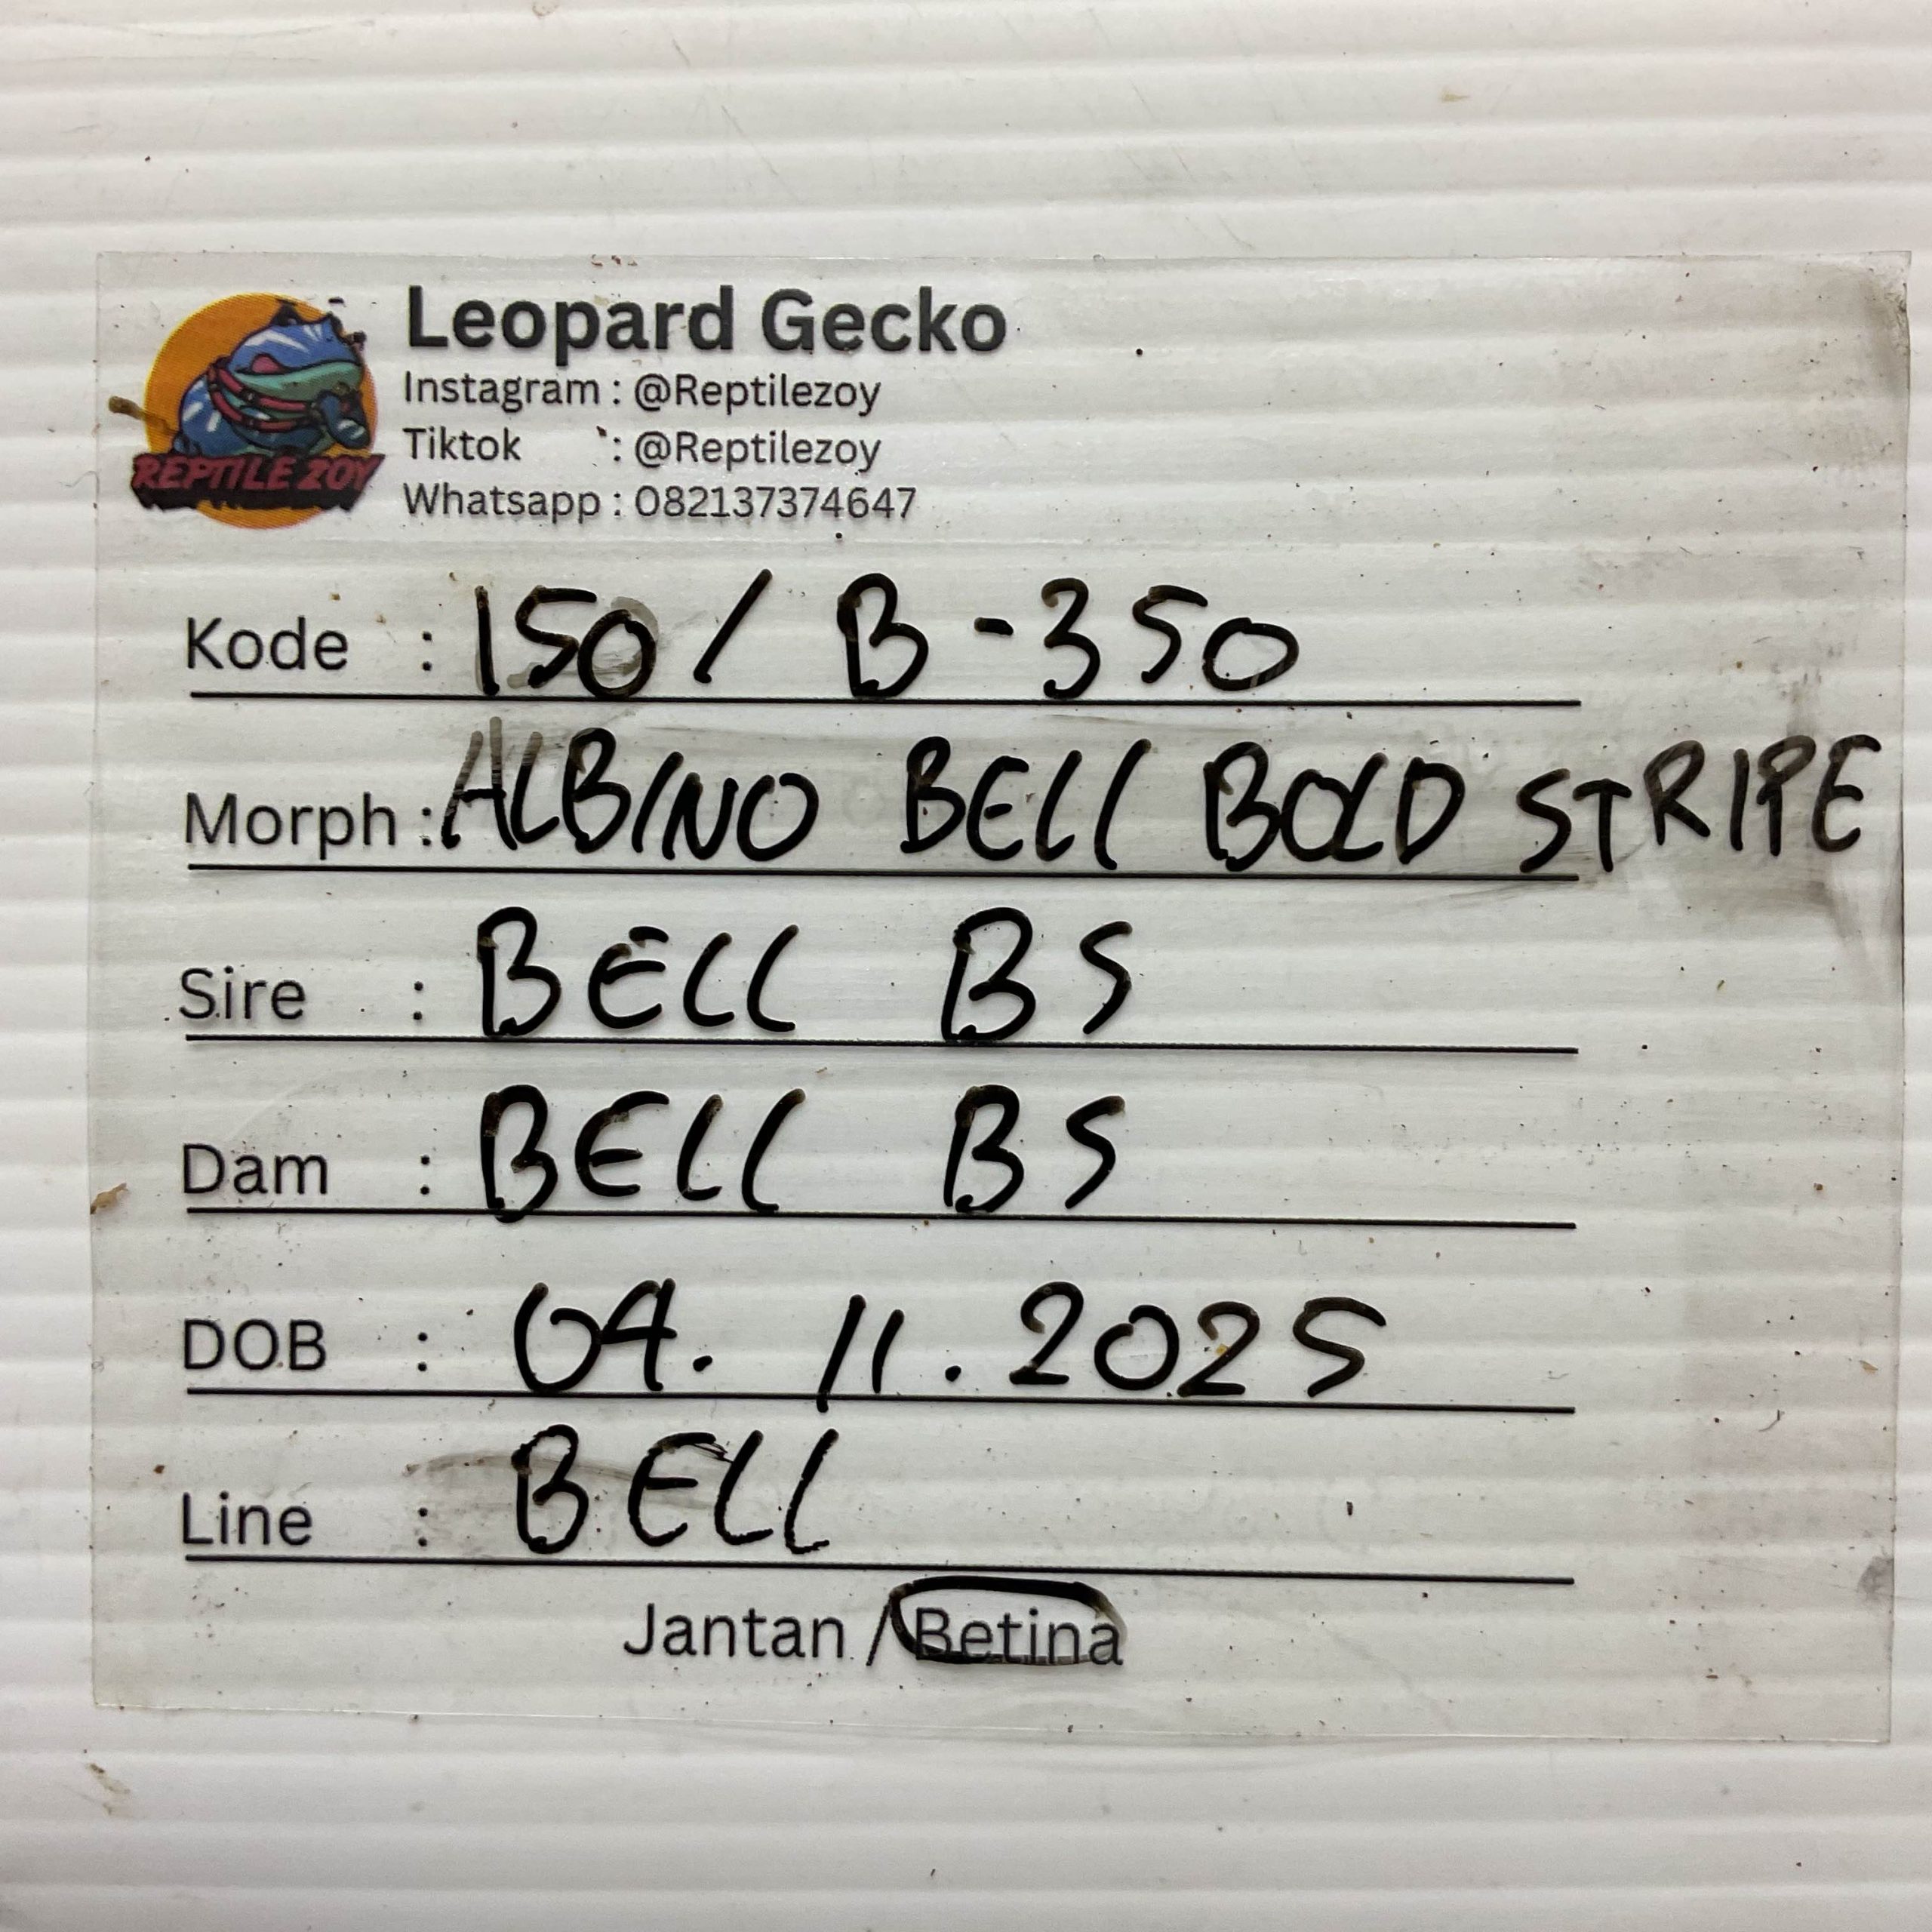 REPTILE ZOY
Leopard Gecko
Instagram : @Reptilezoy
Tiktok : @Reptilezoy
Whatsapp : 082137374647
Kode : 150 / B-350
Morph : ALBINO BELL BOLD STRIPE
Sire : BELL BS
Dam : BELL BS
DOB : 04. 11. 2025
Line : BELL
Jantan / Betina